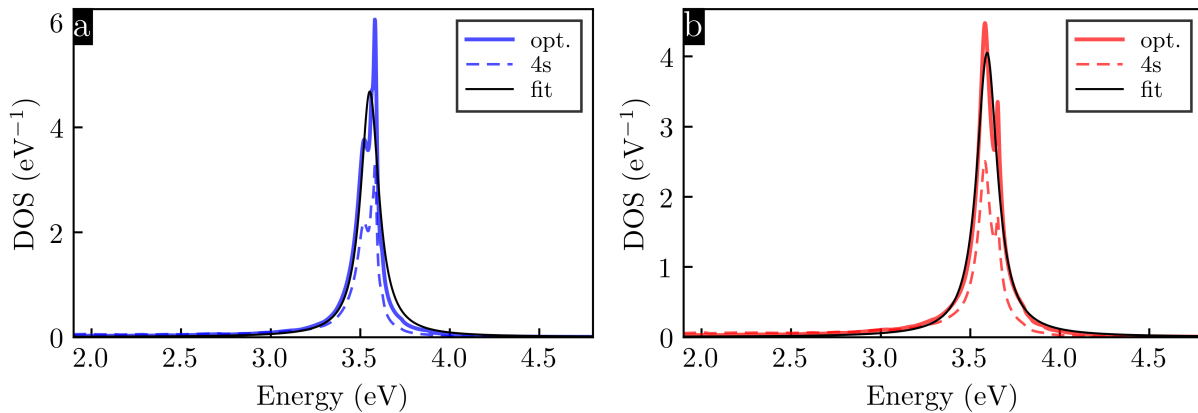 a
opt.
4s
fit
DOS (eV⁻¹)
6
4
2
0
2.0 2.5 3.0 3.5 4.0 4.5
Energy (eV)
b
opt.
4s
fit
DOS (eV⁻¹)
4
3
2
1
0
2.0 2.5 3.0 3.5 4.0 4.5
Energy (eV)